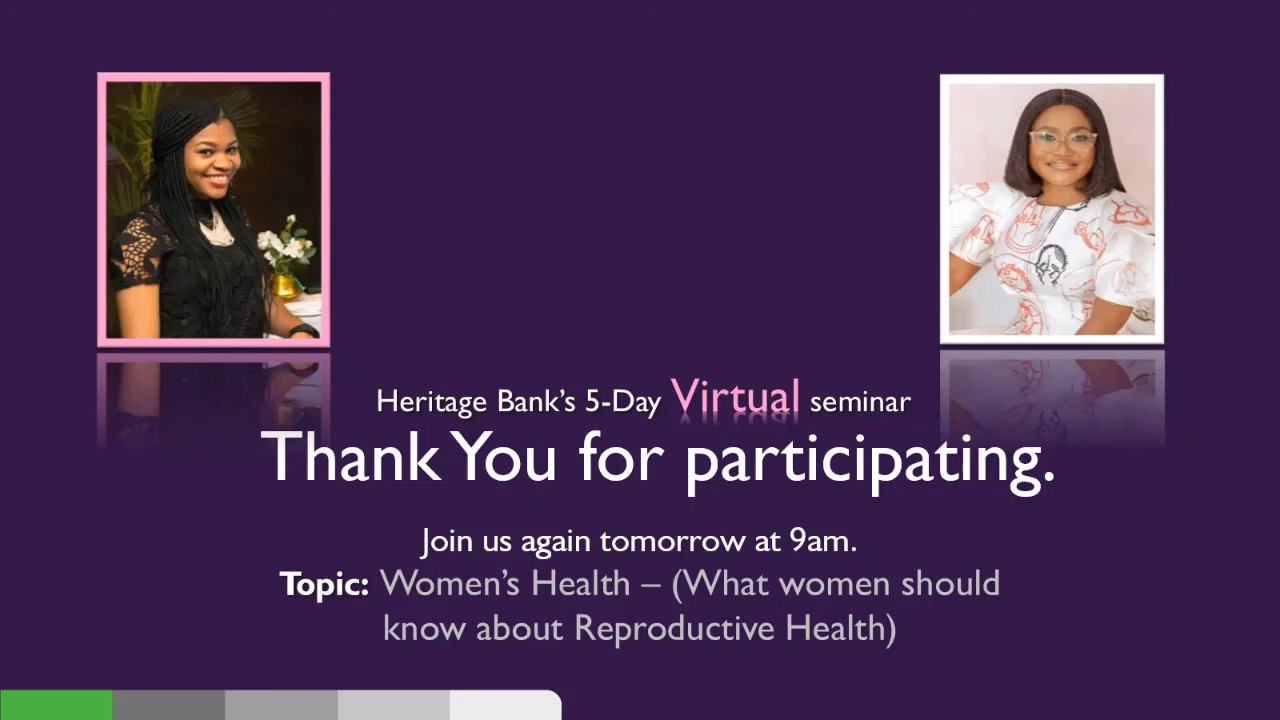 Heritage Bank's 5-Day Virtual seminar
Thank You for participating.
Join us again tomorrow at 9am.
Topic: Women's Health – (What women should
know about Reproductive Health)